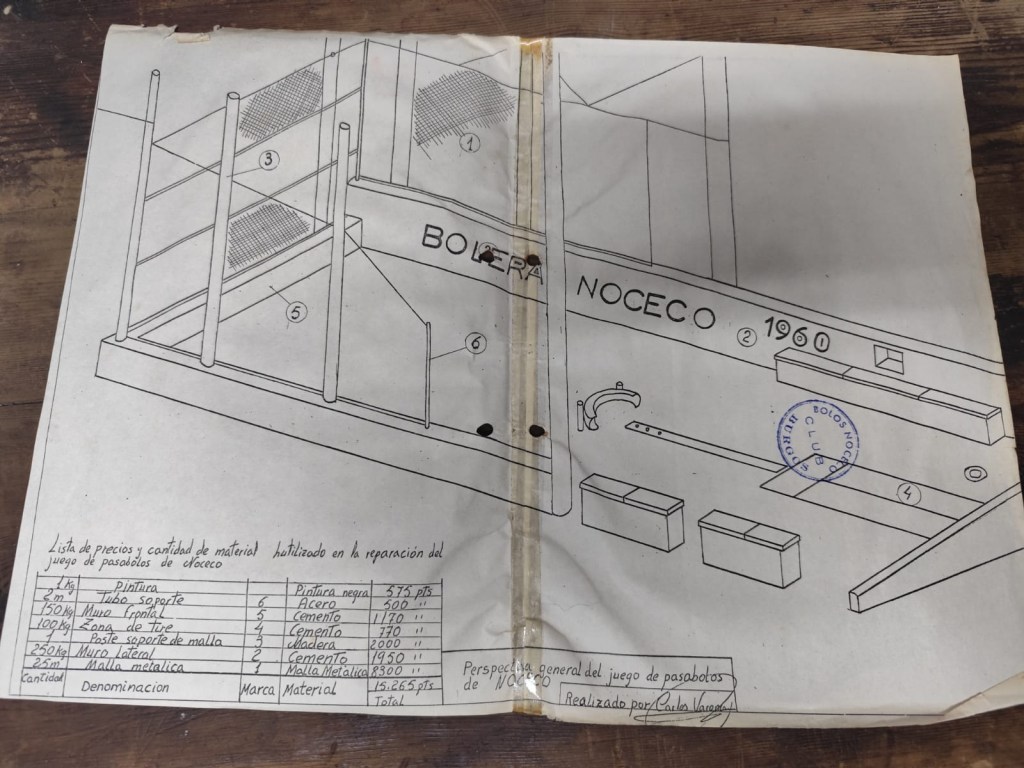 1
3
BOLERA
NOCECO
1960
2
5
6
4
BOLOS NOCECO
CLUB
BURGOS
Lista de precios y cantidad de material hutilizado en la reparación del
juego de pasabolos de Noceco
1 Kg Pintura Pintura negra 575 pts
2 m² Tubo soporte 6 Acero 500 "
150 Kg Muro frontal 5 Cemento 1170 "
100 Kg Zona de tire 4 Cemento 770 "
1 Poste soporte de malla 3 Madera 2000 "
250 Kg Muro lateral 2 Cemento 1950 "
25 m² Malla metalica 1 Malla Metálica 8300 "
Cantidad Denominacion Marca Material 15.265 pts
Total
Perspectiva general del juego de pasabolos
de NOCECO
Realizado por Carlos